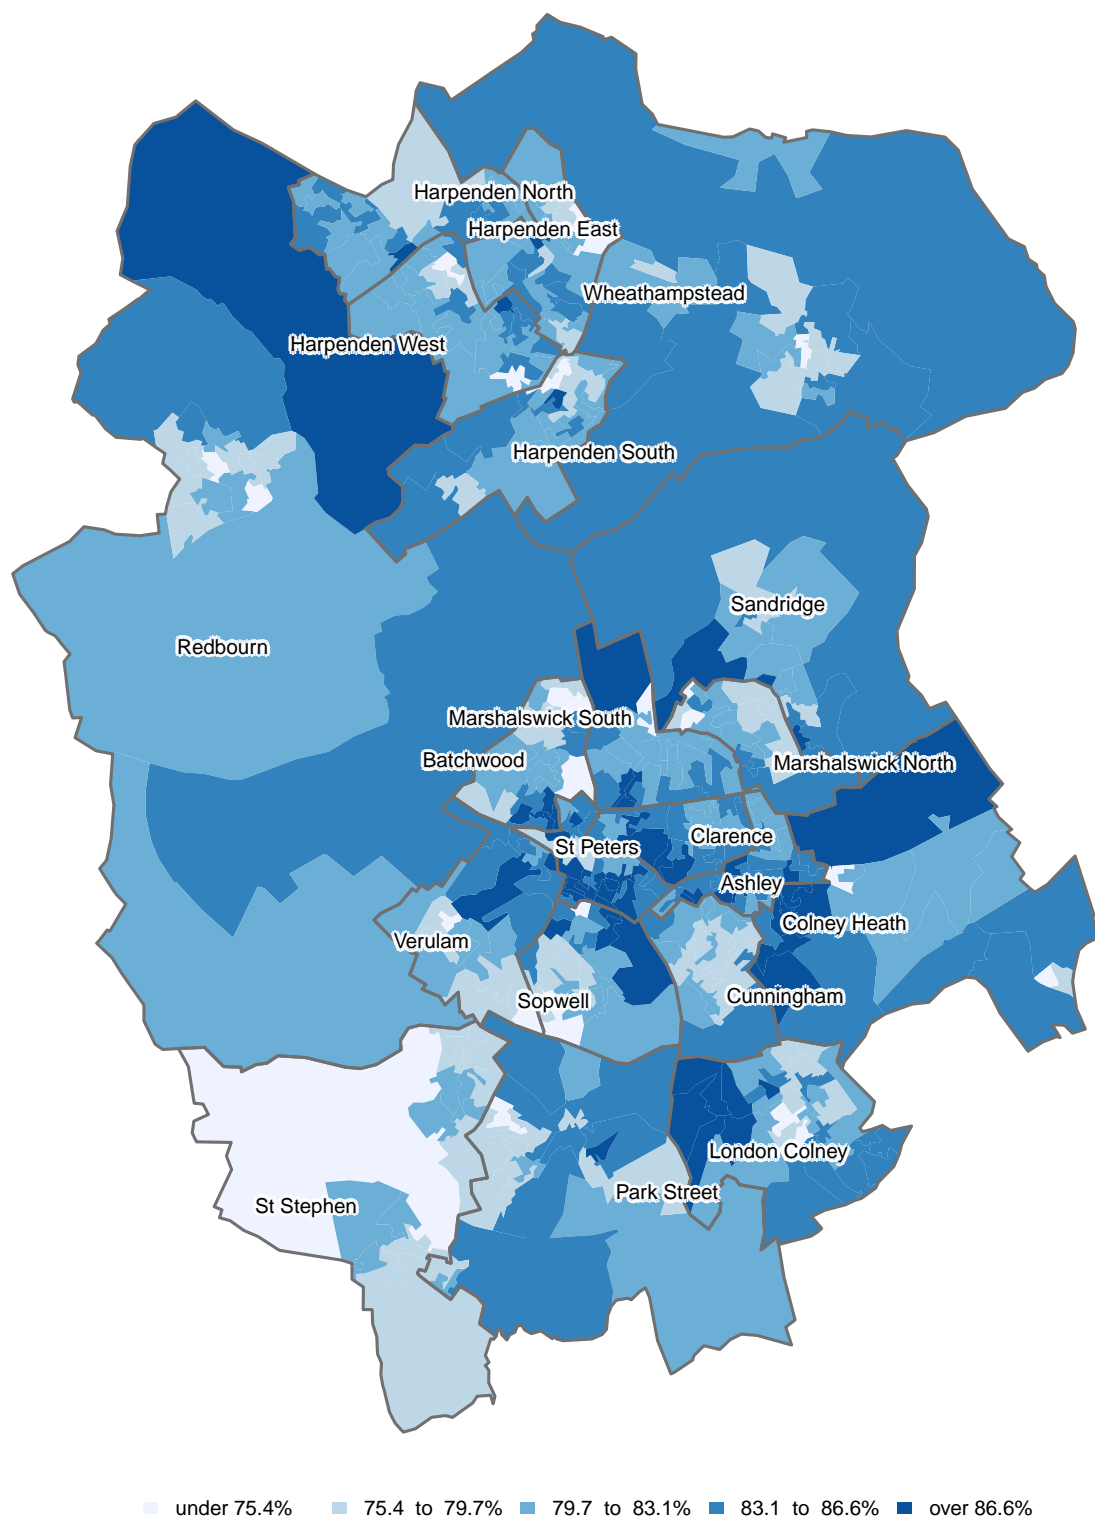 Harpenden North
Harpenden East
Wheathampstead
Harpenden West
Harpenden South
Sandridge
Redbourn
Marshalswick South
Batchwood
Marshalswick North
Clarence
St Peters
Ashley
Colney Heath
Verulam
Cunningham
Sopwell
London Colney
Park Street
St Stephen
under 75.4%
75.4 to 79.7%
79.7 to 83.1%
83.1 to 86.6%
over 86.6%